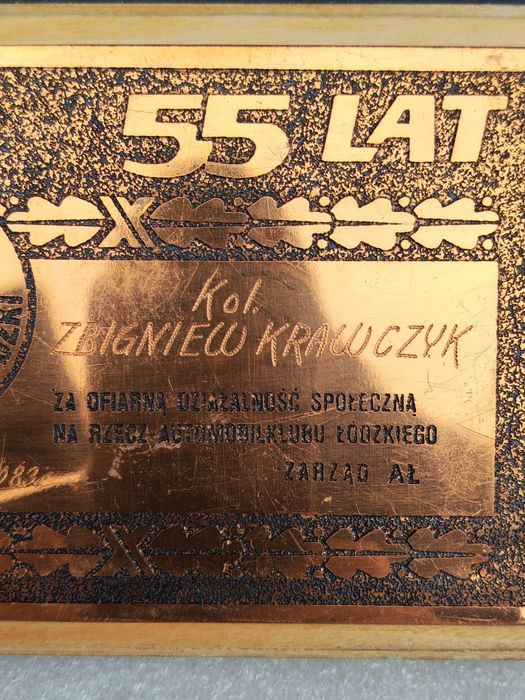 55 LAT
Kol.
ZBIGNIEW KRAWCZYK
ZA OFIARNĄ DZIAŁALNOŚĆ SPOŁECZNĄ
NA RZECZ AUTOMOBILKLUBU ŁÓDZKIEGO
ZARZĄD AŁ